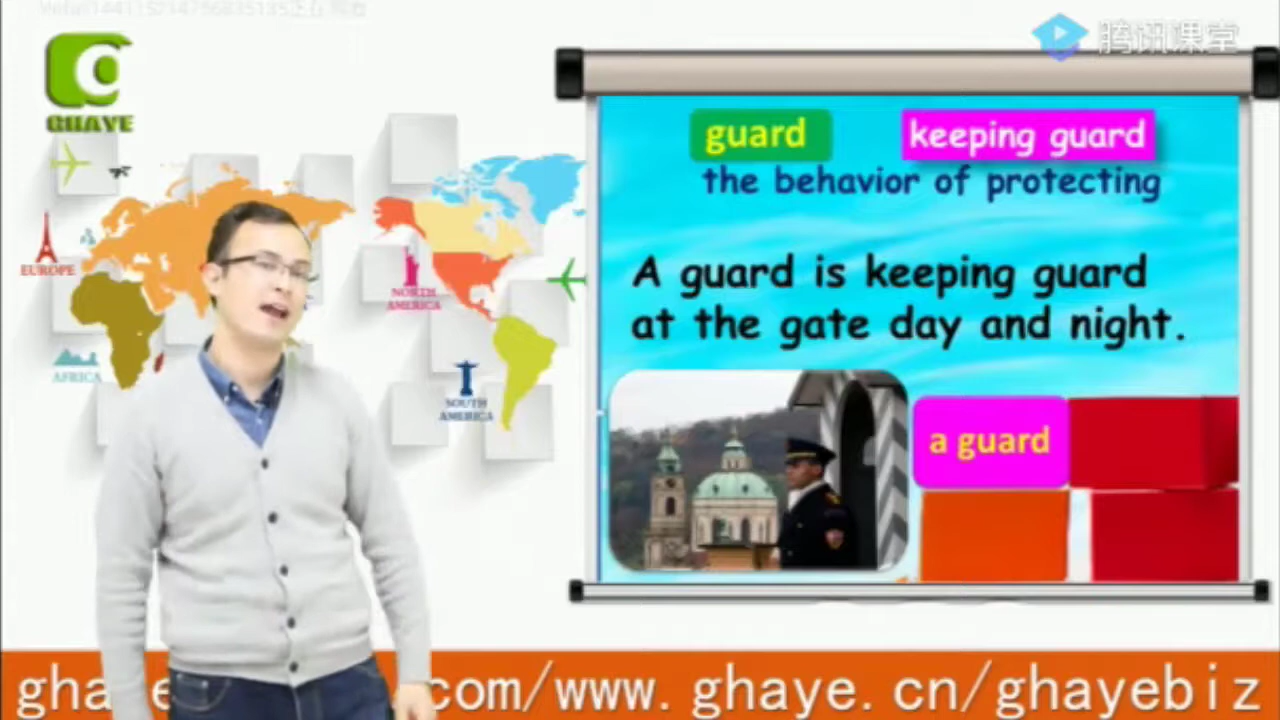 GHAYE
腾讯课堂
guard
keeping guard
the behavior of protecting
A guard is keeping guard
at the gate day and night.
a guard
EUROPE
NORTH
AMERICA
AFRICA
SOUTH
AMERICA
com/www.ghaye.cn/ghayebiz